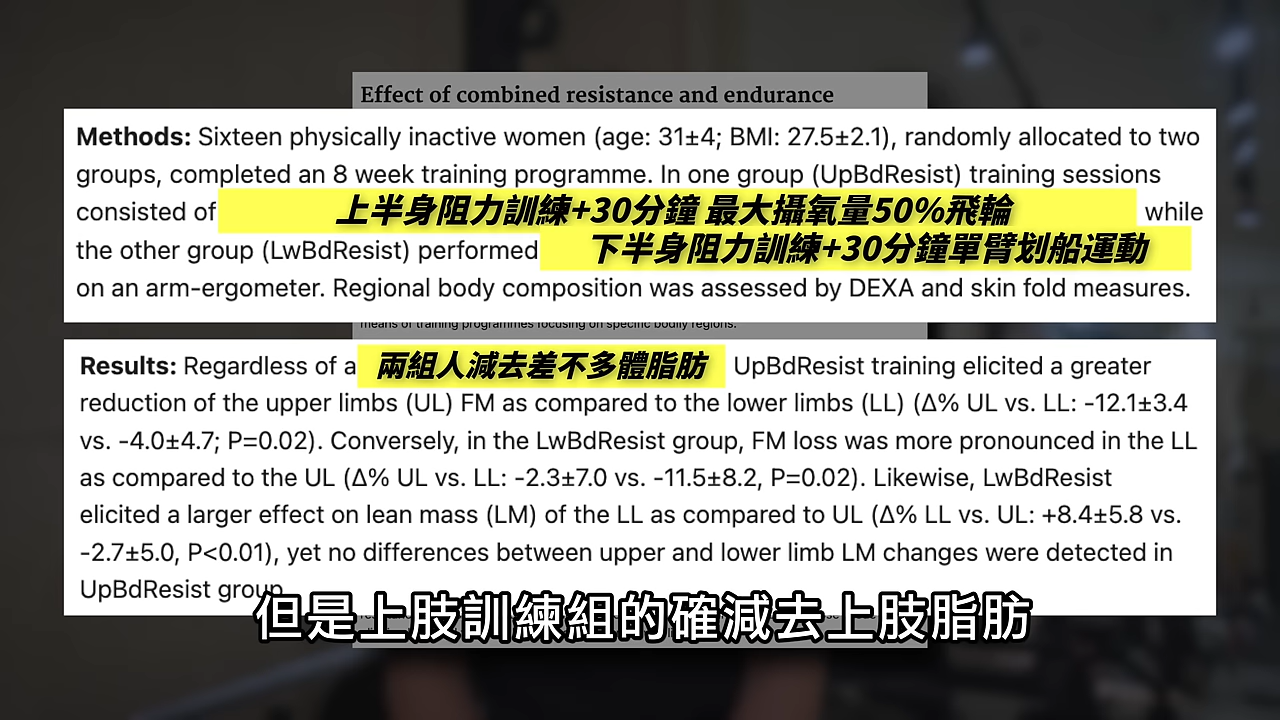 Effect of combined resistance and endurance
Methods: Sixteen physically inactive women (age: 31±4; BMI: 27.5±2.1), randomly allocated to two
groups, completed an 8 week training programme. In one group (UpBdResist) training sessions
consisted of 上半身阻力訓練+30分鐘 最大攝氧量50%飛輪 while
the other group (LwBdResist) performed 下半身阻力訓練+30分鐘單臂划船運動
on an arm-ergometer. Regional body composition was assessed by DEXA and skin fold measures.
means of training programmes focusing on specific bodily regions.
Results: Regardless of a 兩組人減去差不多體脂肪 UpBdResist training elicited a greater
reduction of the upper limbs (UL) FM as compared to the lower limbs (LL) (Δ% UL vs. LL: -12.1±3.4
vs. -4.0±4.7; P=0.02). Conversely, in the LwBdResist group, FM loss was more pronounced in the LL
as compared to the UL (Δ% UL vs. LL: -2.3±7.0 vs. -11.5±8.2, P=0.02). Likewise, LwBdResist
elicited a larger effect on lean mass (LM) of the LL as compared to UL (Δ% LL vs. UL: +8.4±5.8 vs.
-2.7±5.0, P<0.01), yet no differences between upper and lower limb LM changes were detected in
UpBdResist group.
但是上肢訓練組的確減去上肢脂肪